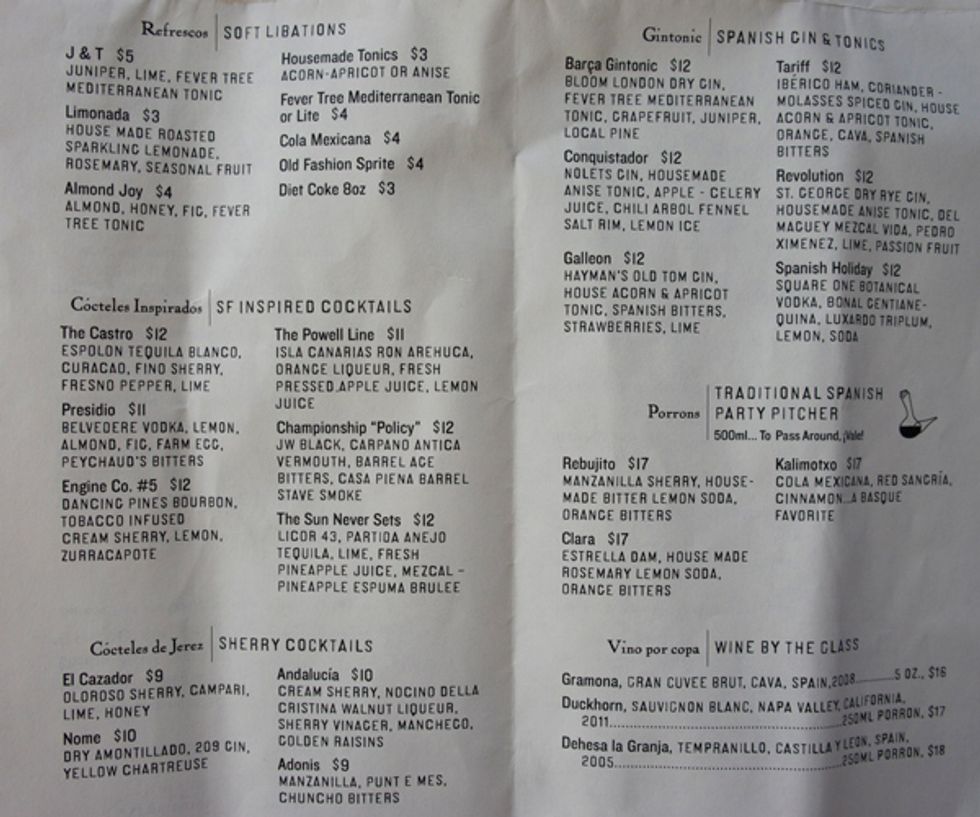 Refrescos | SOFT LIBATIONS
J & T $5
JUNIPER, LIME, FEVER TREE
MEDITERRANEAN TONIC
Limonada $3
HOUSE MADE ROASTED
SPARKLING LEMONADE,
ROSEMARY, SEASONAL FRUIT
Almond Joy $4
ALMOND, HONEY, FIG, FEVER
TREE TONIC
Housemade Tonics $3
ACORN-APRICOT OR ANISE
Fever Tree Mediterranean Tonic
or Lite $4
Cola Mexicana $4
Old Fashion Sprite $4
Diet Coke 8oz $3
Cócteles Inspirados | SF INSPIRED COCKTAILS
The Castro $12
ESPOLON TEQUILA BLANCO,
CURACAO, FINO SHERRY,
FRESNO PEPPER, LIME
Presidio $11
BELVEDERE VODKA, LEMON,
ALMOND, FIG, FARM EGG,
PEYCHAUD'S BITTERS
Engine Co. #5 $12
DANCING PINES BOURBON,
TOBACCO INFUSED
CREAM SHERRY, LEMON,
ZURRACAPOTE
The Powell Line $11
ISLA CANARIAS RON AREHUCA,
ORANGE LIQUEUR, FRESH
PRESSED APPLE JUICE, LEMON
JUICE
Championship "Policy" $12
JW BLACK, CARPANO ANTICA
VERMOUTH, BARREL AGE
BITTERS, CASA PIENA BARREL
STAVE SMOKE
The Sun Never Sets $12
LICOR 43, PARTIDA ANEJO
TEQUILA, LIME, FRESH
PINEAPPLE JUICE, MEZCAL -
PINEAPPLE ESPUMA BRULEE
Cócteles de Jerez | SHERRY COCKTAILS
El Cazador $9
OLOROSO SHERRY, CAMPARI,
LIME, HONEY
Nome $10
DRY AMONTILLADO, 209 GIN,
YELLOW CHARTREUSE
Andalucía $10
CREAM SHERRY, NOCINO DELLA
CRISTINA WALNUT LIQUEUR,
SHERRY VINAGER, MANCHEGO,
GOLDEN RAISINS
Adonis $9
MANZANILLA, PUNT E MES,
CHUNCHO BITTERS
Gintonic | SPANISH GIN & TONICS
Barça Gintonic $12
BLOOM LONDON DRY GIN,
FEVER TREE MEDITERRANEAN
TONIC, GRAPEFRUIT, JUNIPER,
LOCAL PINE
Conquistador $12
NOLETS GIN, HOUSEMADE
ANISE TONIC, APPLE - CELERY
JUICE, CHILI ARBOL FENNEL
SALT RIM, LEMON ICE
Galleon $12
HAYMAN'S OLD TOM GIN,
HOUSE ACORN & APRICOT
TONIC, SPANISH BITTERS,
STRAWBERRIES, LIME
Tariff $12
IBÉRICO HAM, CORIANDER -
MOLASSES SPICED GIN, HOUSE
ACORN & APRICOT TONIC,
ORANGE, CAVA, SPANISH
BITTERS
Revolution $12
ST. GEORGE DRY RYE GIN,
HOUSEMADE ANISE TONIC, DEL
MAGUEY MEZCAL VIDA, PEDRO
XIMENEZ, LIME, PASSION FRUIT
Spanish Holiday $12
SQUARE ONE BOTANICAL
VODKA, BONAL GENTIANE-
QUINA, LUXARDO TRIPLUM,
LEMON, SODA
Porrons | TRADITIONAL SPANISH
PARTY PITCHER
500ml... To Pass Around, ¡Vale!
Rebujito $17
MANZANILLA SHERRY, HOUSE-
MADE BITTER LEMON SODA,
ORANGE BITTERS
Clara $17
ESTRELLA DAM, HOUSE MADE
ROSEMARY LEMON SODA,
ORANGE BITTERS
Kalimotxo $17
COLA MEXICANA, RED SANGRÍA,
CINNAMON...A BASQUE
FAVORITE
Vino por copa | WINE BY THE GLASS
Gramona, GRAN CUVEE BRUT, CAVA, SPAIN, 2008..........5 OZ., $16
Duckhorn, SAUVIGNON BLANC, NAPA VALLEY, CALIFORNIA,
2011..........250ML PORRON, $17
Dehesa la Granja, TEMPRANILLO, CASTILLA Y LEON, SPAIN,
2005..........250ML PORRON, $18